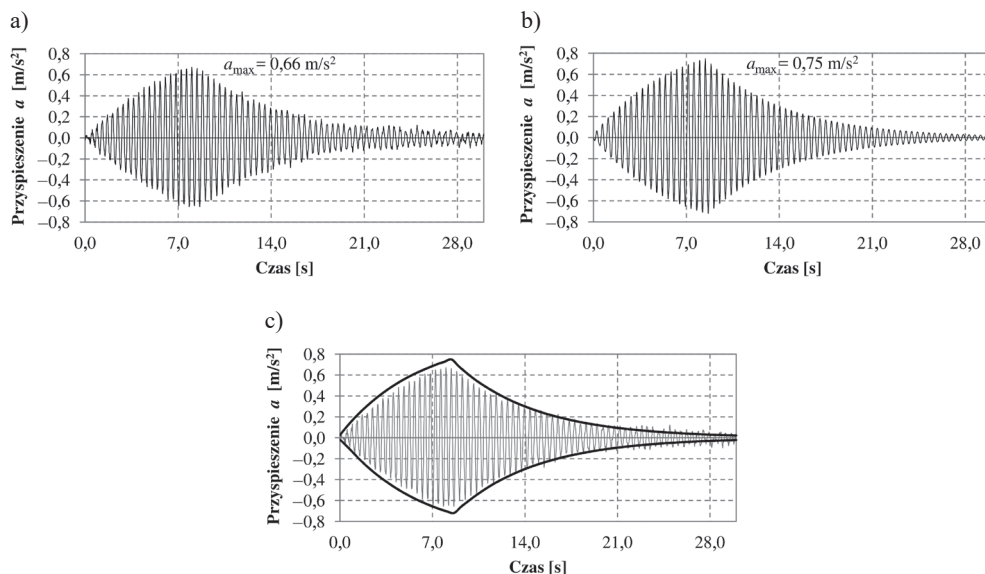 a)
Przyspieszenie a [m/s²]
0,8
0,6
0,4
0,2
0,0
−0,2
−0,4
−0,6
−0,8
a_max = 0,66 m/s²
0,0 7,0 14,0 21,0 28,0
Czas [s]
b)
Przyspieszenie a [m/s²]
0,8
0,6
0,4
0,2
0,0
−0,2
−0,4
−0,6
−0,8
a_max = 0,75 m/s²
0,0 7,0 14,0 21,0 28,0
Czas [s]
c)
Przyspieszenie a [m/s²]
0,8
0,6
0,4
0,2
0,0
−0,2
−0,4
−0,6
−0,8
0,0 7,0 14,0 21,0 28,0
Czas [s]